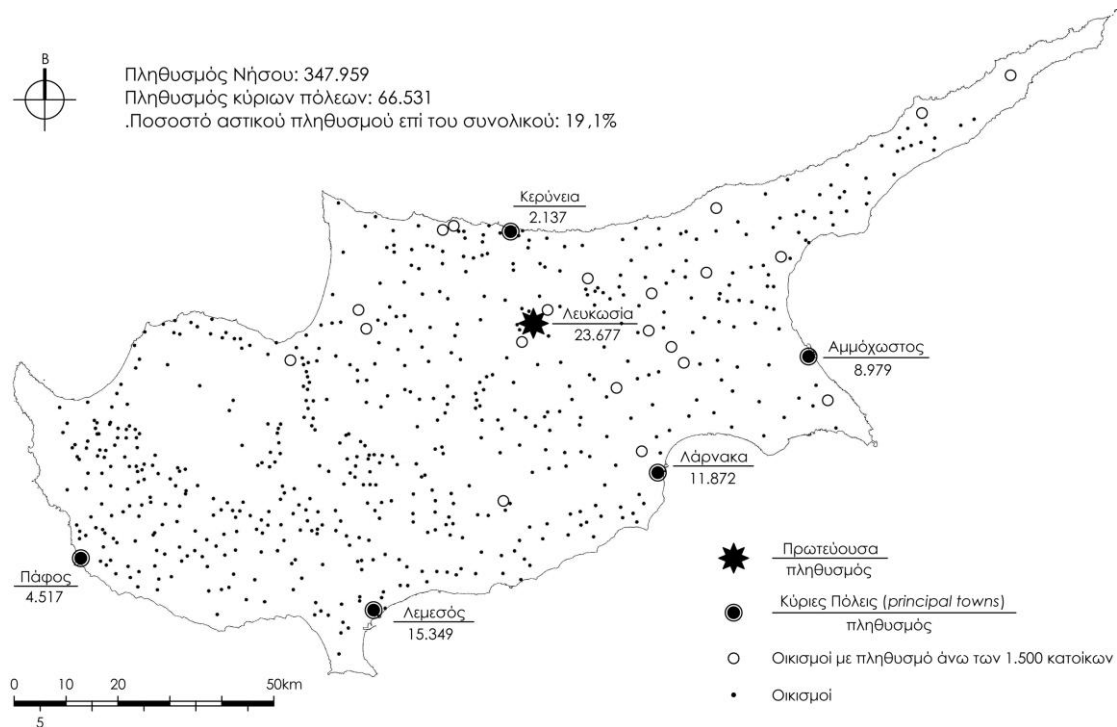 Β
Πληθυσμός Νήσου: 347.959
Πληθυσμός κύριων πόλεων: 66.531
.Ποσοστό αστικού πληθυσμού επί του συνολικού: 19,1%
Κερύνεια
2.137
Λευκωσία
23.677
Αμμόχωστος
8.979
Λάρνακα
11.872
Πάφος
4.517
Λεμεσός
15.349
Πρωτεύουσα
πληθυσμός
Κύριες Πόλεις (principal towns)
πληθυσμός
Οικισμοί με πληθυσμό άνω των 1.500 κατοίκων
Οικισμοί
0 10 20 50km
5